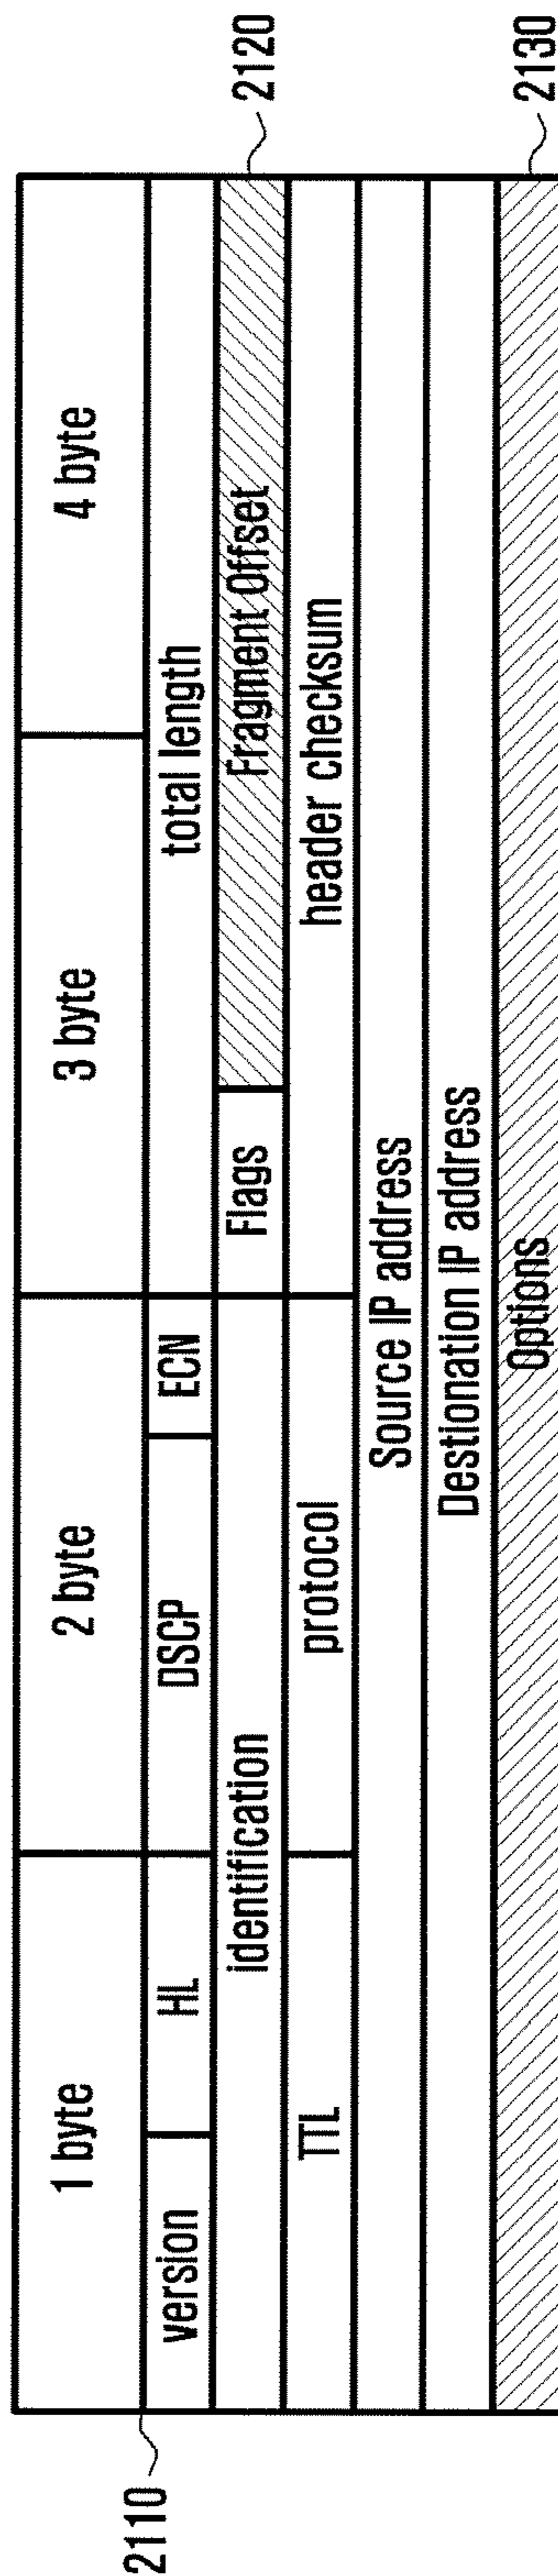 1 byte 2 byte 3 byte 4 byte
2110
version HL DSCP ECN total length
identification Flags Fragment Offset 2120
TTL protocol header checksum
Source IP address
Destionation IP address
Options 2130